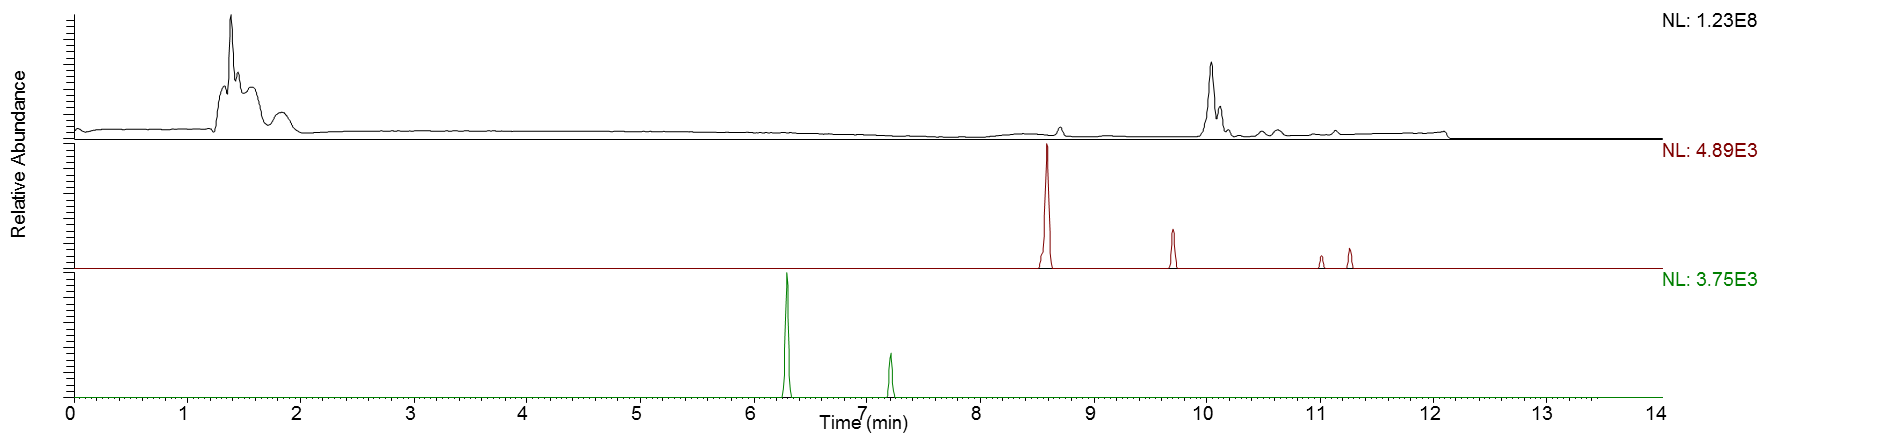 NL: 1.23E8
Relative Abundance
NL: 4.89E3
NL: 3.75E3
0 1 2 3 4 5 6 7 8 9 10 11 12 13 14
Time (min)